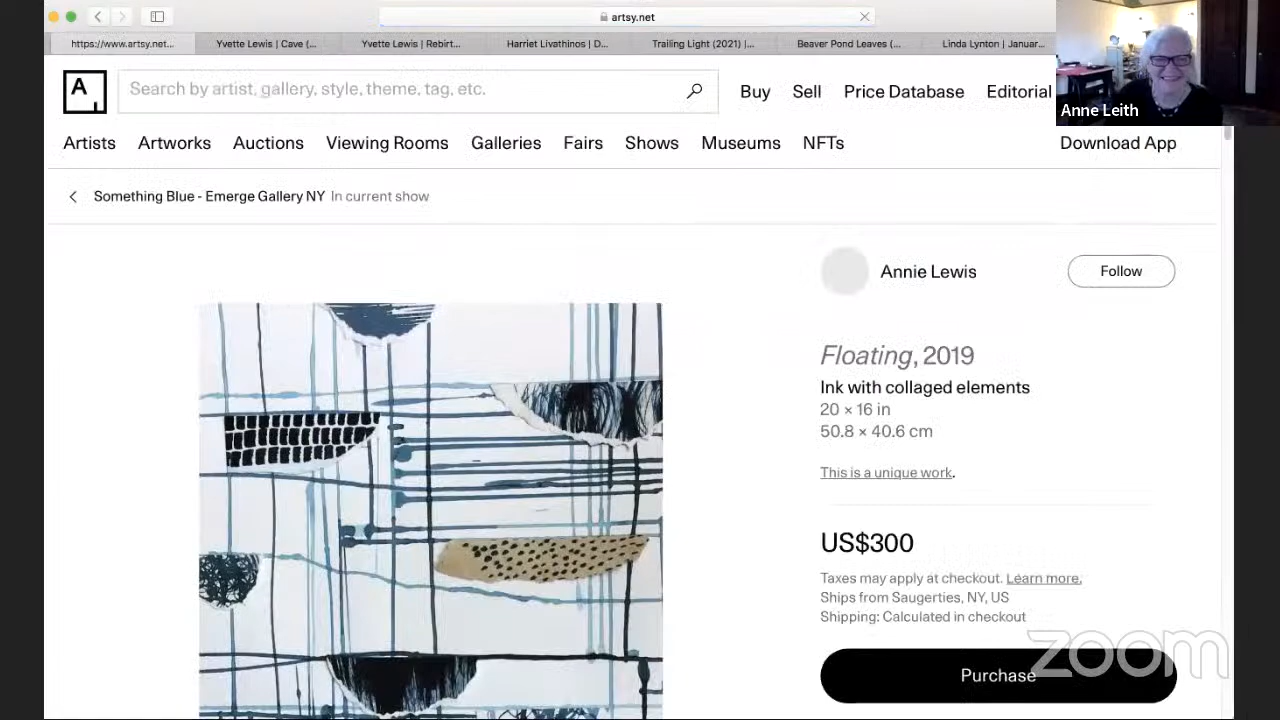 artsy.net
https://www.artsy.net...
Yvette Lewis | Cave (...
Yvette Lewis | Rebirt...
Harriet Livathinos | D...
Trailing Light (2021) |...
Beaver Pond Leaves (...
Linda Lynton | Januar...
Anne Leith
A
Search by artist, gallery, style, theme, tag, etc.
Buy Sell Price Database Editorial
Artists Artworks Auctions Viewing Rooms Galleries Fairs Shows Museums NFTs Download App
Something Blue - Emerge Gallery NY In current show
Annie Lewis
Follow
Floating, 2019
Ink with collaged elements
20 × 16 in
50.8 × 40.6 cm
This is a unique work.
US$300
Taxes may apply at checkout. Learn more.
Ships from Saugerties, NY, US
Shipping: Calculated in checkout
Purchase
zoom